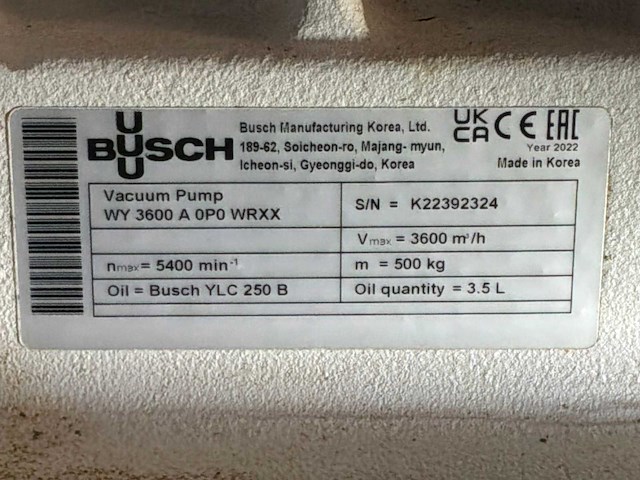 BUSCH
Busch Manufacturing Korea, Ltd.
189-62, Soicheon-ro, Majang- myun,
Icheon-si, Gyeonggi-do, Korea
UK
CA CE EAC
Year 2022
Made in Korea
Vacuum Pump
WY 3600 A 0P0 WRXX
S/N = K22392324
Vmax = 3600 m³/h
nmax = 5400 min⁻¹
m = 500 kg
Oil = Busch YLC 250 B
Oil quantity = 3.5 L